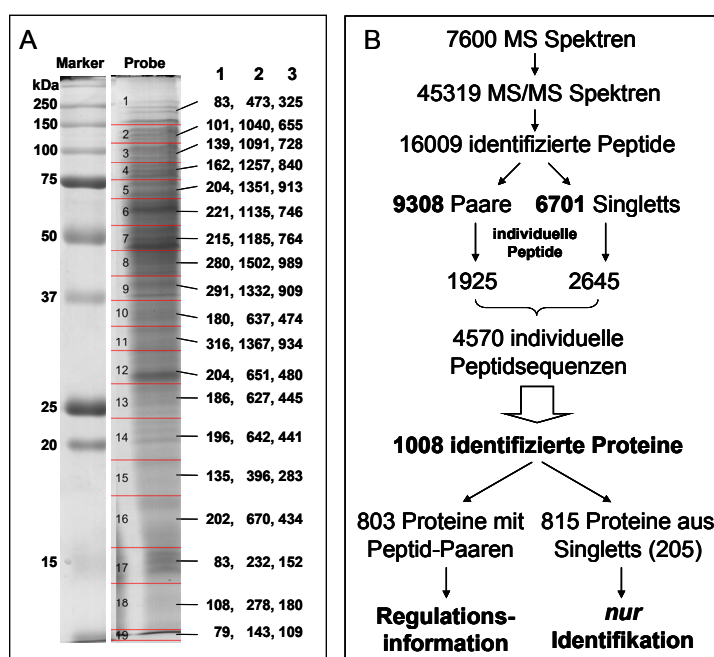 A
Marker Probe 1 2 3
kDa
250 1 83, 473, 325
150 2 101, 1040, 655
100 3 139, 1091, 728
75 4 162, 1257, 840
5 204, 1351, 913
6 221, 1135, 746
50 7 215, 1185, 764
8 280, 1502, 989
37 9 291, 1332, 909
10 180, 637, 474
11 316, 1367, 934
12 204, 651, 480
25 13 186, 627, 445
20 14 196, 642, 441
15 135, 396, 283
16 202, 670, 434
15 17 83, 232, 152
18 108, 278, 180
19 79, 143, 109
B
7600 MS Spektren
45319 MS/MS Spektren
16009 identifizierte Peptide
9308 Paare 6701 Singletts
individuelle
Peptide
1925 2645
4570 individuelle
Peptidsequenzen
1008 identifizierte Proteine
803 Proteine mit
Peptid-Paaren
815 Proteine aus
Singletts (205)
Regulations-
information
nur
Identifikation